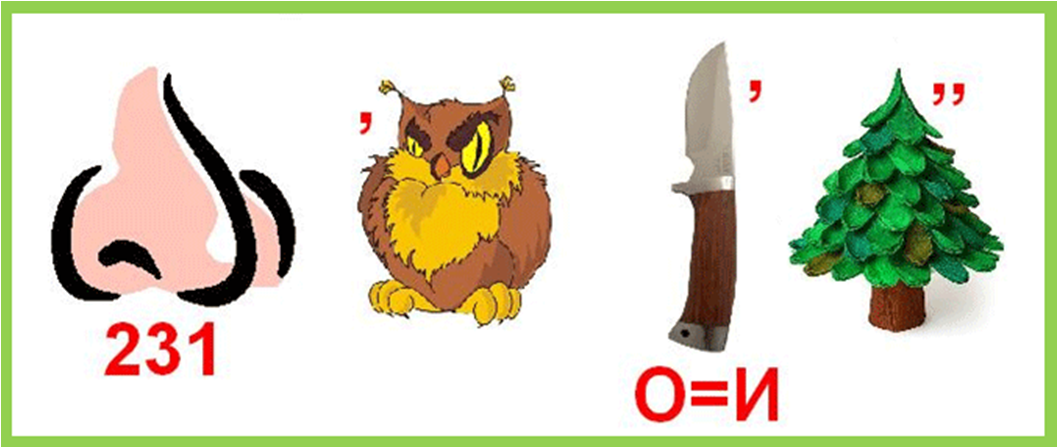 ,
,
,,
231
О=И